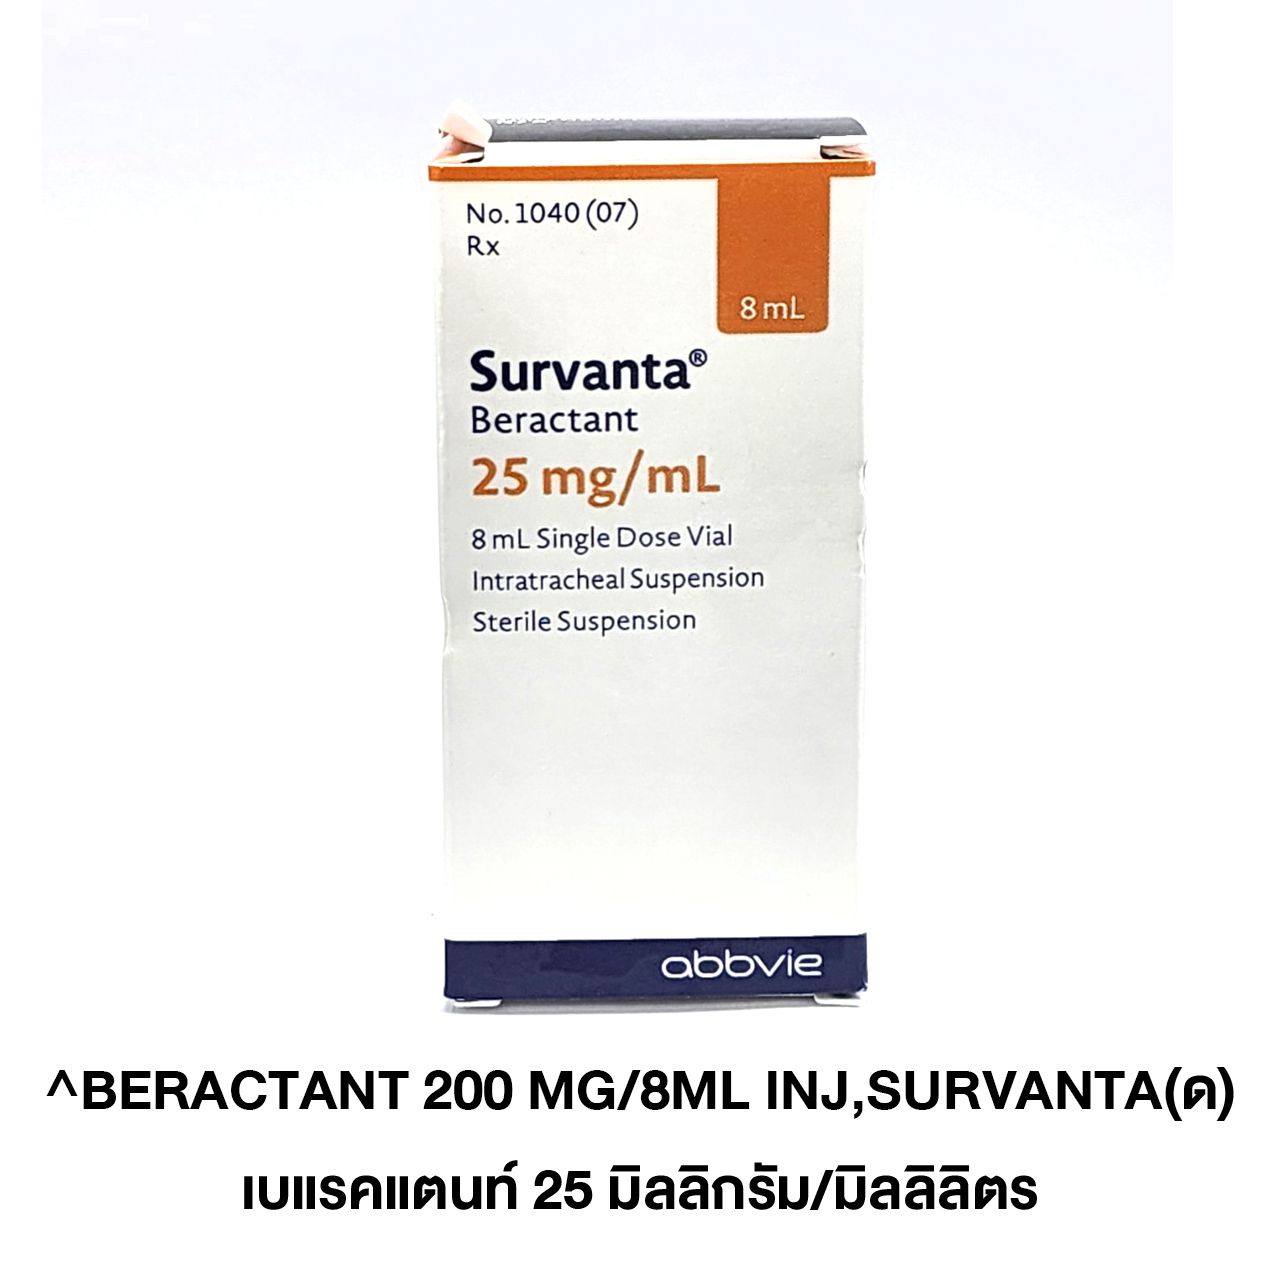 No. 1040 (07)
Rx
8 mL
Survanta®
Beractant
25 mg/mL
8 mL Single Dose Vial
Intratracheal Suspension
Sterile Suspension
abbvie
^BERACTANT 200 MG/8ML INJ,SURVANTA(ด)
เบแรคแตนท์ 25 มิลลิกรัม/มิลลิลิตร